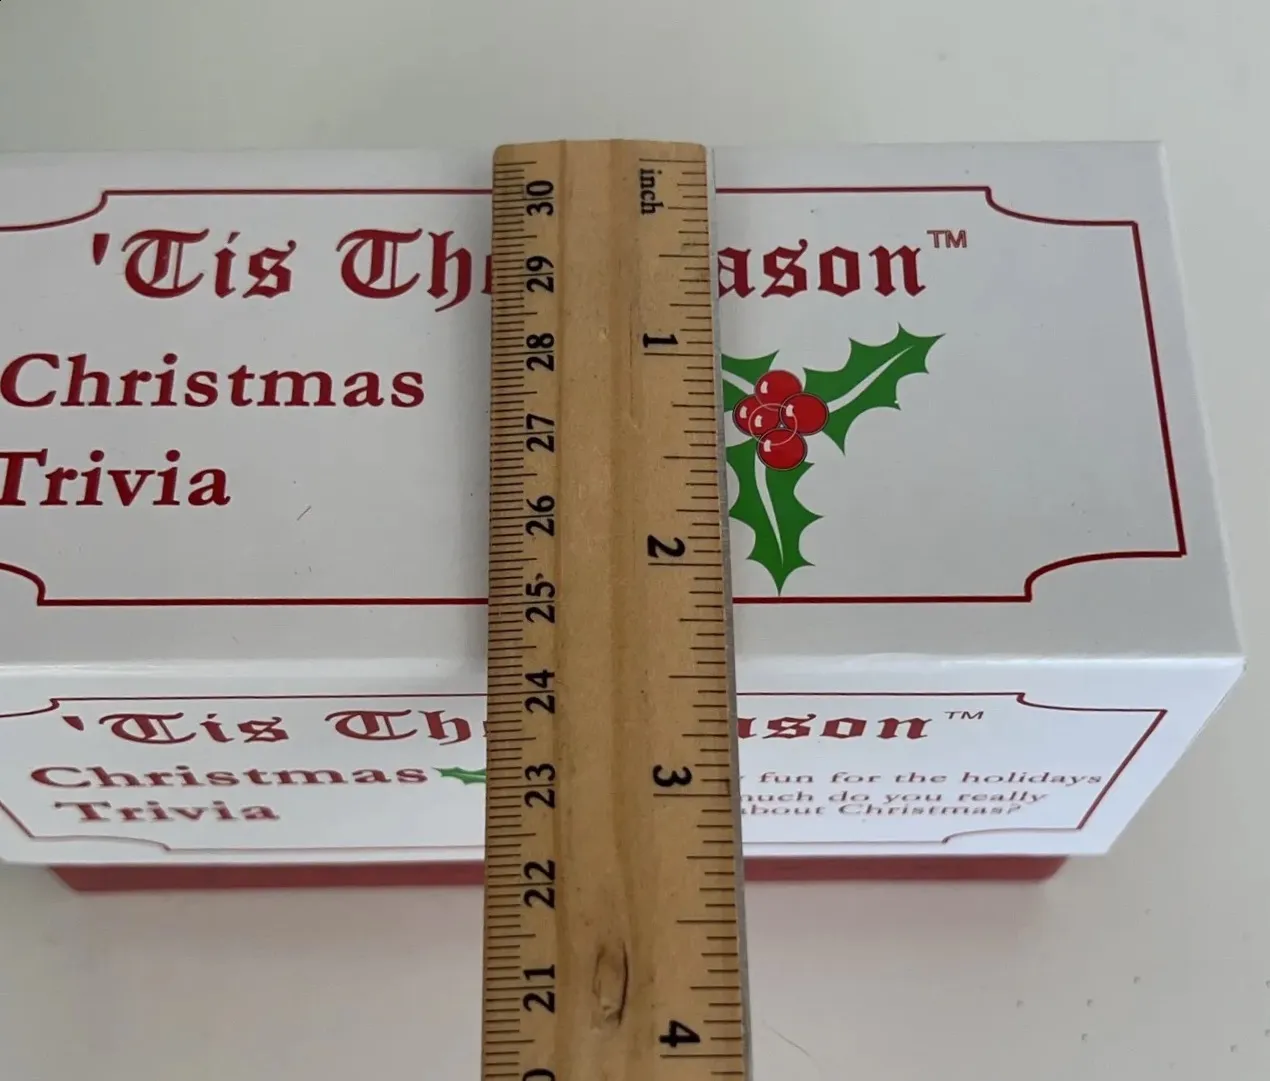 'Tis The ason™
Christmas
Trivia
'Tis Th ason™
Christmas
Trivia
fun for the holidays
much do you really
about Christmas?
inch
1
2
3
4
30
29
28
27
26
25
24
23
22
21